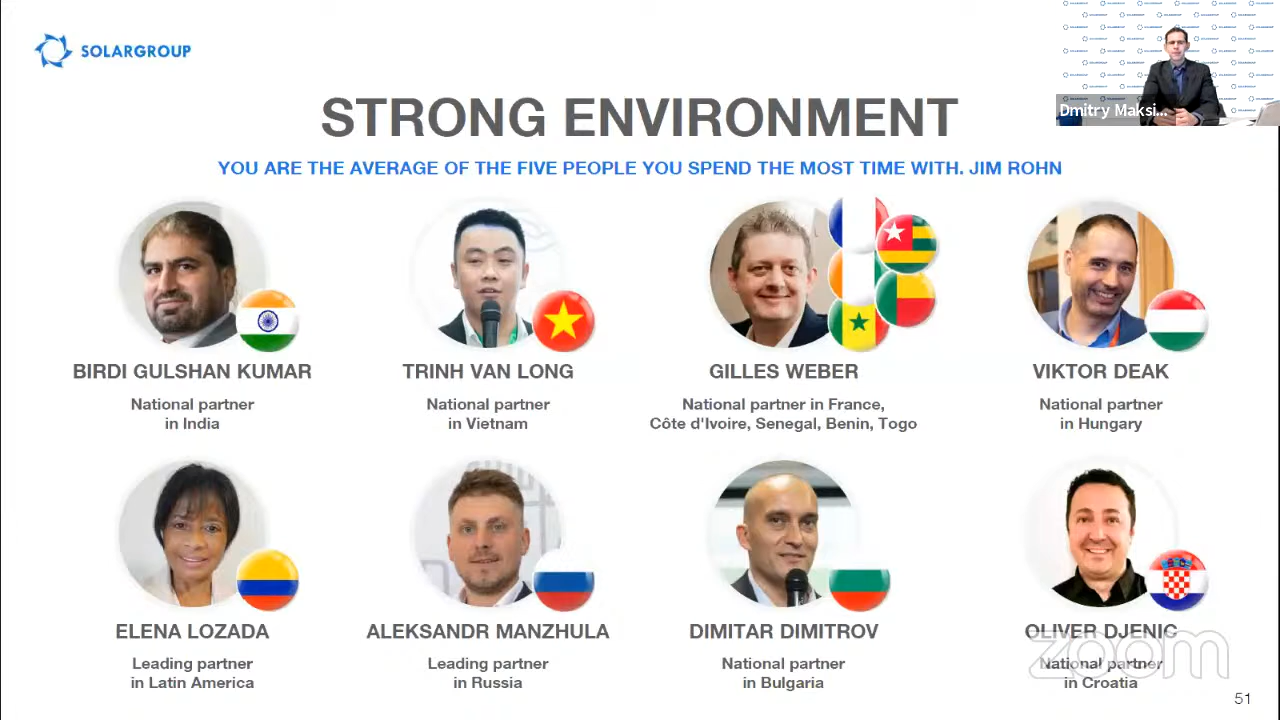 SOLARGROUP
Dmitry Maksi...
STRONG ENVIRONMENT
YOU ARE THE AVERAGE OF THE FIVE PEOPLE YOU SPEND THE MOST TIME WITH. JIM ROHN
BIRDI GULSHAN KUMAR
National partner
in India
TRINH VAN LONG
National partner
in Vietnam
GILLES WEBER
National partner in France,
Côte d'Ivoire, Senegal, Benin, Togo
VIKTOR DEAK
National partner
in Hungary
ELENA LOZADA
Leading partner
in Latin America
ALEKSANDR MANZHULA
Leading partner
in Russia
DIMITAR DIMITROV
National partner
in Bulgaria
OLIVER DJENIG
National partner
in Croatia
zoom
51